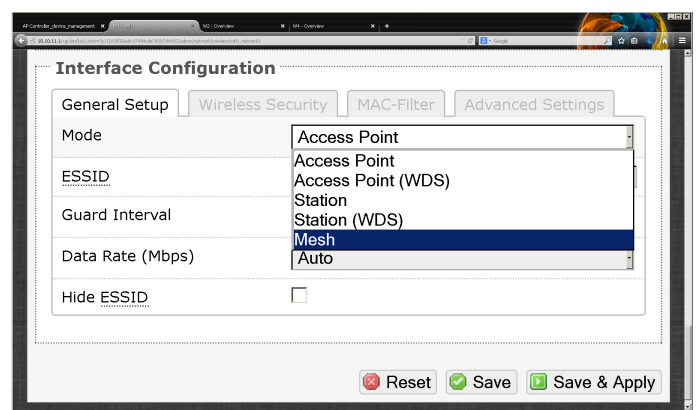 AP Controller_device_management
W2 - Overview
W4 - Overview
Google
Interface Configuration
General Setup
Wireless Security
MAC-Filter
Advanced Settings
Mode
Access Point
Access Point
Access Point (WDS)
ESSID
Station
Guard Interval
Station (WDS)
Mesh
Data Rate (Mbps)
Auto
Hide ESSID
Reset
Save
Save & Apply